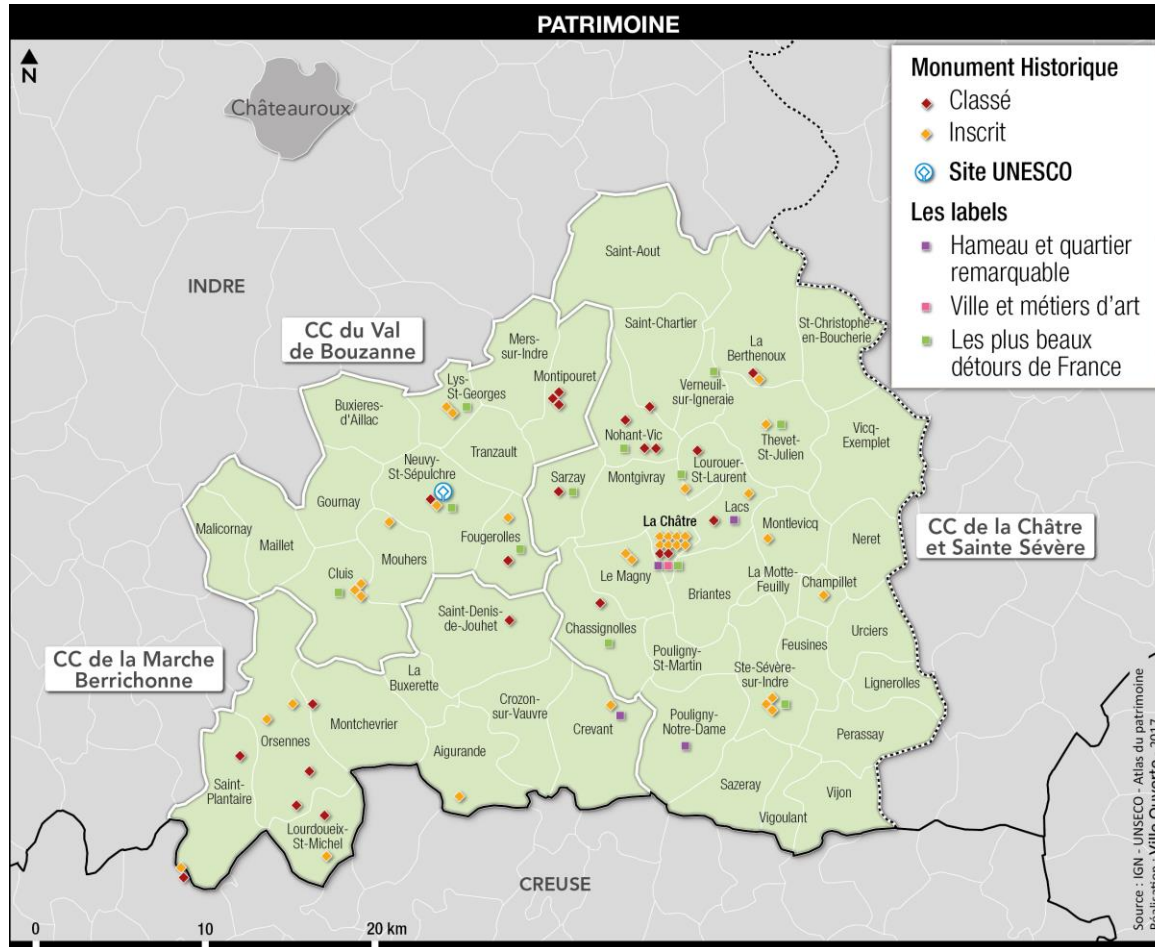 PATRIMOINE
N
Châteauroux
INDRE
CREUSE
CC du Val
de Bouzanne
CC de la Marche
Berrichonne
CC de la Châtre
et Sainte Sévère
Monument Historique
Classé
Inscrit
Site UNESCO
Les labels
Hameau et quartier
remarquable
Ville et métiers d'art
Les plus beaux
détours de France
Saint-Aout
Saint-Chartier
St-Christophe-
en-Boucherie
La
Berthenoux
Verneuil-
sur-Igneraie
Mers-
sur-Indre
Montipouret
Lys-
St-Georges
Buxieres-
d'Aillac
Tranzault
Neuvy-
St-Sépulchre
Gournay
Malicornay
Maillet
Mouhers
Cluis
Fougerolles
Sarzay
Nohant-Vic
Montgivray
Lourouer-
St-Laurent
Thevet-
St-Julien
Vicq-
Exemplet
Lacs
Montlevicq
Neret
La Châtre
Le Magny
Briantes
La Motte-
Feuilly
Champillet
Urciers
Feusines
Chassignolles
Pouligny-
St-Martin
Ste-Sévère-
sur-Indre
Lignerolles
Perassay
Pouligny-
Notre-Dame
Sazeray
Vijon
Vigoulant
Saint-Denis-
de-Jouhet
La
Buxerette
Crozon-
sur-Vauvre
Crevant
Montchevrier
Aigurande
Orsennes
Saint-
Plantaire
Lourdoueix-
St-Michel
0 10 20 km
Source : IGN - UNSECO - Atlas du patrimoine
Réalisation : Ville Ouverte - 2017